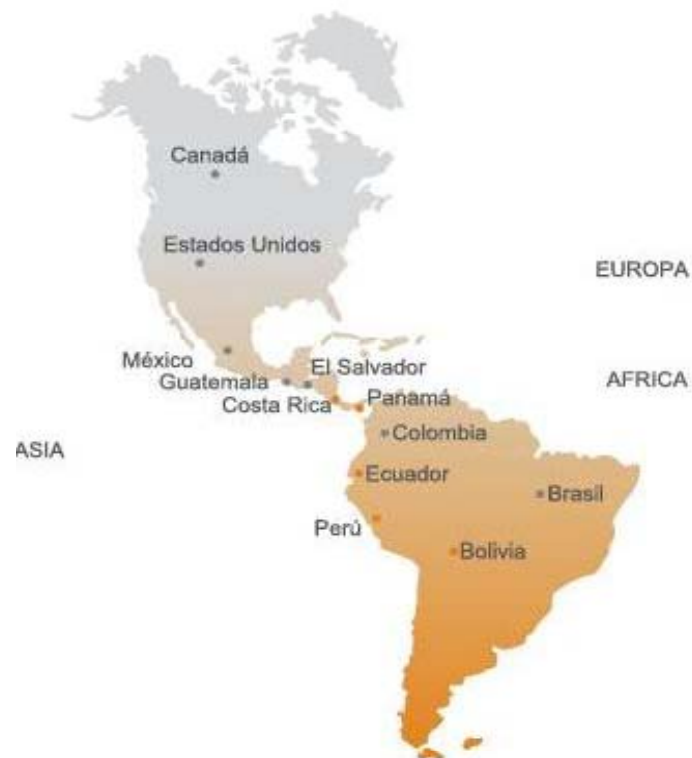 Canadá
Estados Unidos
EUROPA
México
El Salvador
Guatemala
AFRICA
Costa Rica
Panamá
Colombia
ASIA
Ecuador
Brasil
Perú
Bolivia